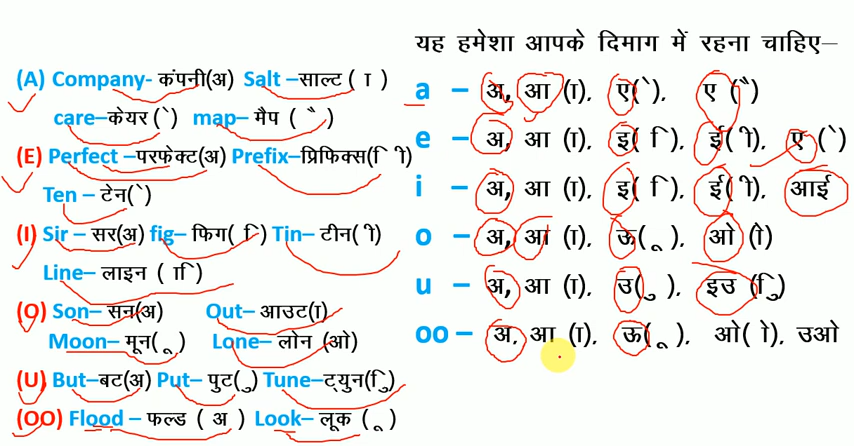 यह हमेशा आपके दिमाग में रहना चाहिए–
(A) Company- कंपनी(अ) Salt –साल्ट ( ा )
care–केयर ( े ) map– मैप ( ै )
(E) Perfect –परफेक्ट(अ) Prefix–प्रिफिक्स( ि ी)
Ten – टेन( े )
(I) Sir – सर(अ) fig– फिग( ि ) Tin– टीन( ी )
Line– लाइन ( ा ि )
(O) Son– सन(अ) Out– आउट(ा)
Moon– मून( ू ) Lone– लोन (ओ)
(U) But–बट(अ) Put– पुट( ु ) Tune–ट्युन( ि ु )
(OO) Flood – फल्ड ( अ ) Look– लूक ( ू )
a – अ, आ (ा). ए( े ). ए ( ै )
e – अ, आ (ा). इ( ि ). ई( ी ). ए ( े )
i – अ, आ (ा). इ( ि ). ई( ी ). आई
o – अ, आ (ा). ऊ( ू ). ओ (ो)
u – अ, आ (ा). उ( ु ). इउ ( ि ु )
oo – अ, आ (ा). ऊ( ू ). ओ( ो ). उओ